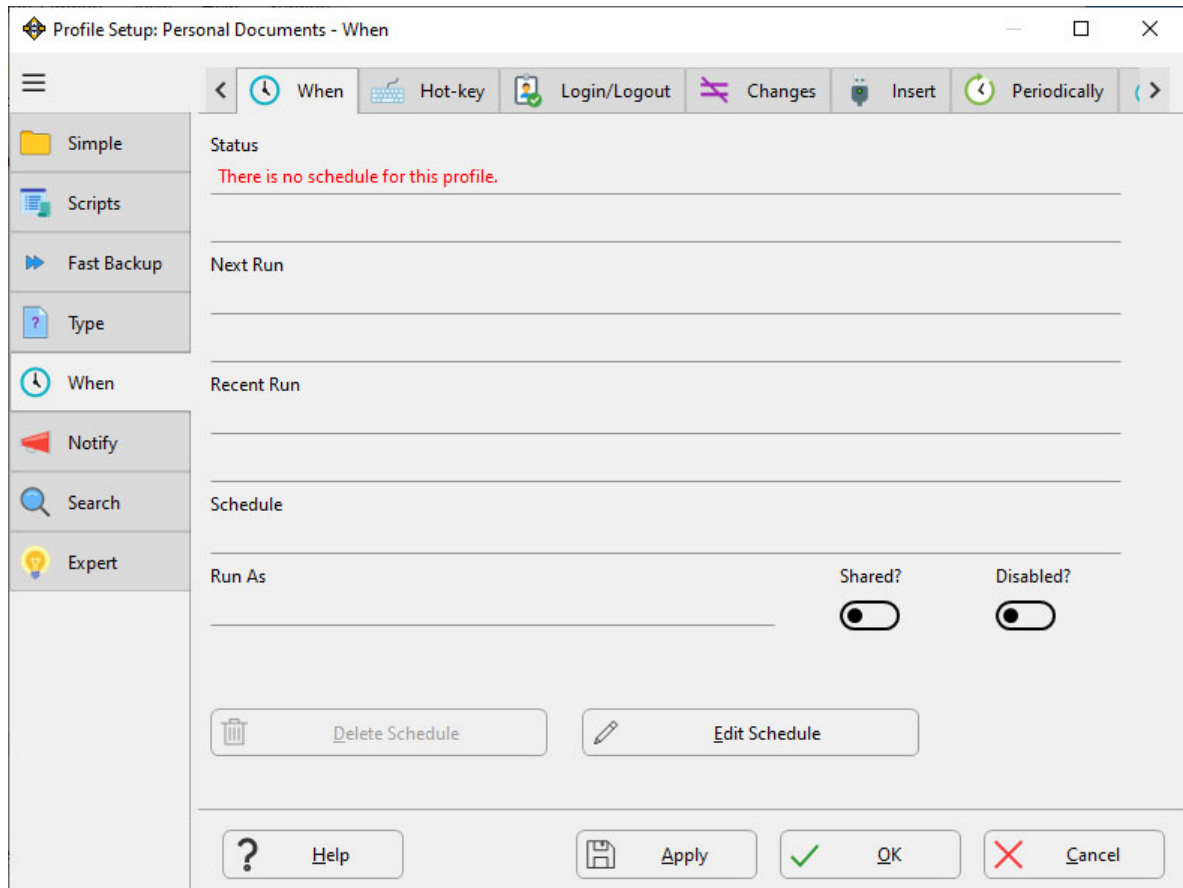 Profile Setup: Personal Documents - When
When Hot-key Login/Logout Changes Insert Periodically
Simple
Scripts
Fast Backup
Type
When
Notify
Search
Expert
Status
There is no schedule for this profile.
Next Run
Recent Run
Schedule
Run As Shared? Disabled?
Delete Schedule Edit Schedule
? Help Apply OK Cancel